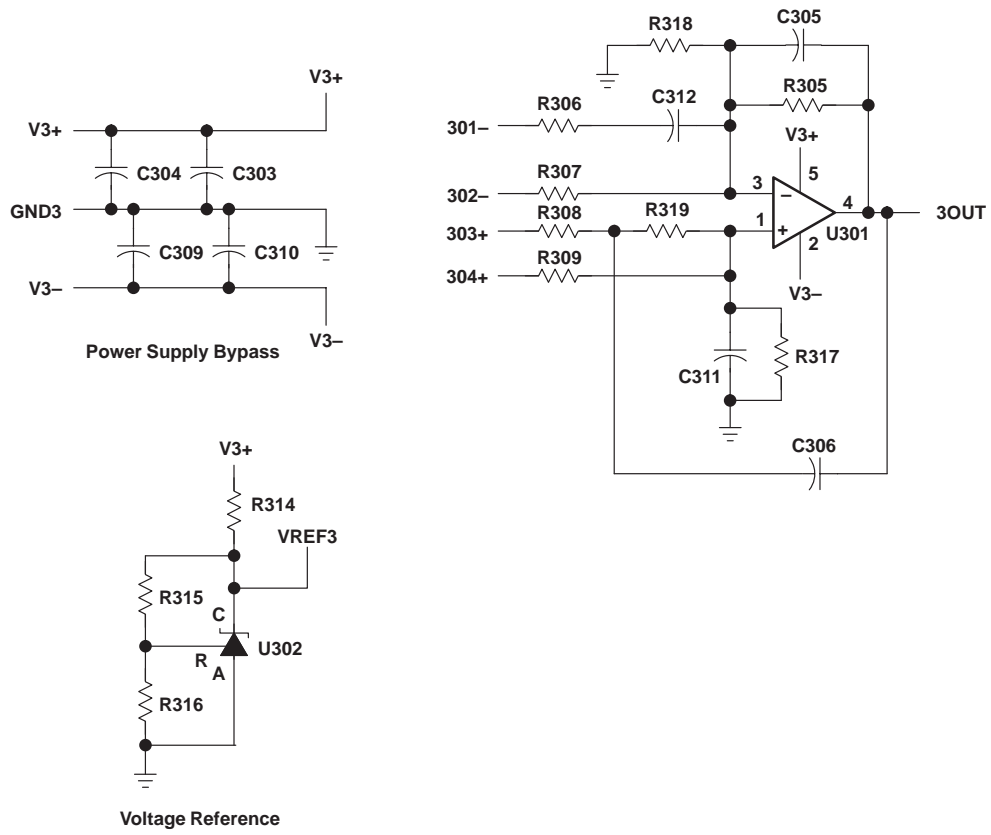 V3+
V3+
C304
C303
GND3
C309
C310
V3–
V3–
Power Supply Bypass
R318
C305
R305
R306
C312
301–
V3+
R307
3
5
302–
–
4
3OUT
R308
R319
1
303+
+
U301
2
R309
304+
V3–
C311
R317
C306
V3+
R314
VREF3
R315
C
U302
R
A
R316
Voltage Reference